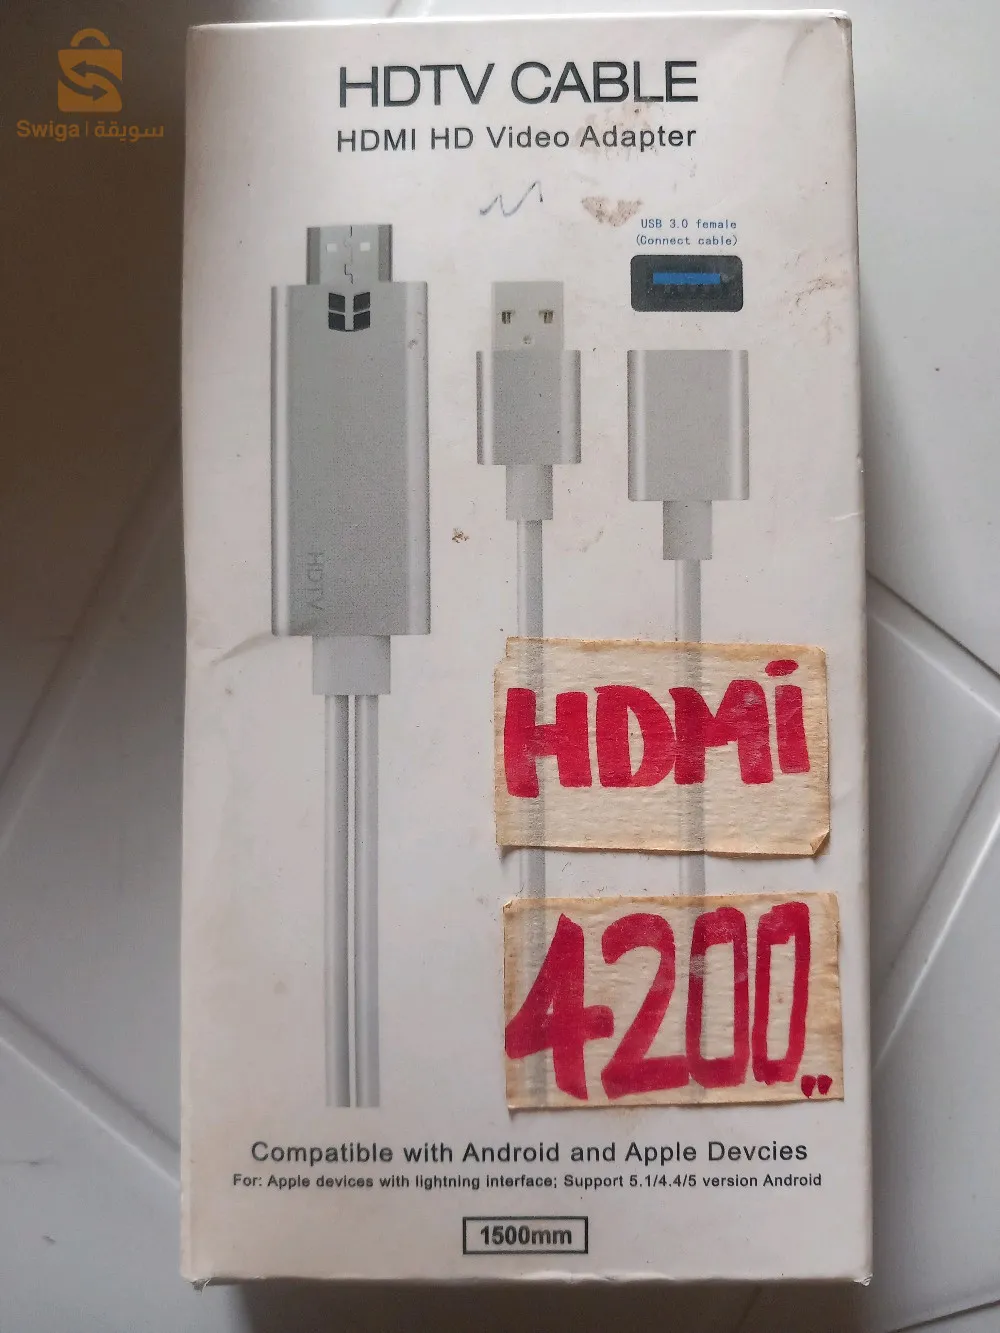 Swiga | سويقة
HDTV CABLE
HDMI HD Video Adapter
USB 3.0 female
(Connect cable)
HDTV
HDMi
4200,,
Compatible with Android and Apple Devcies
For: Apple devices with lightning interface; Support 5.1/4.4/5 version Android
1500mm